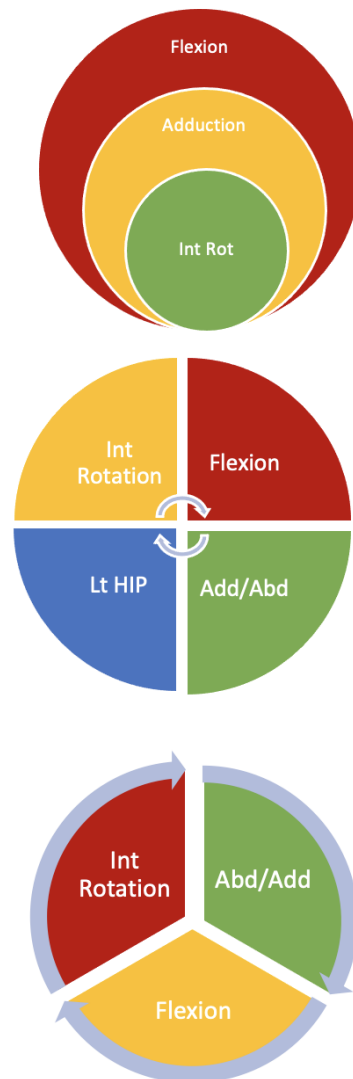 Flexion
Adduction
Int Rot
Int
Rotation
Flexion
Lt HIP
Add/Abd
Int
Rotation
Abd/Add
Flexion